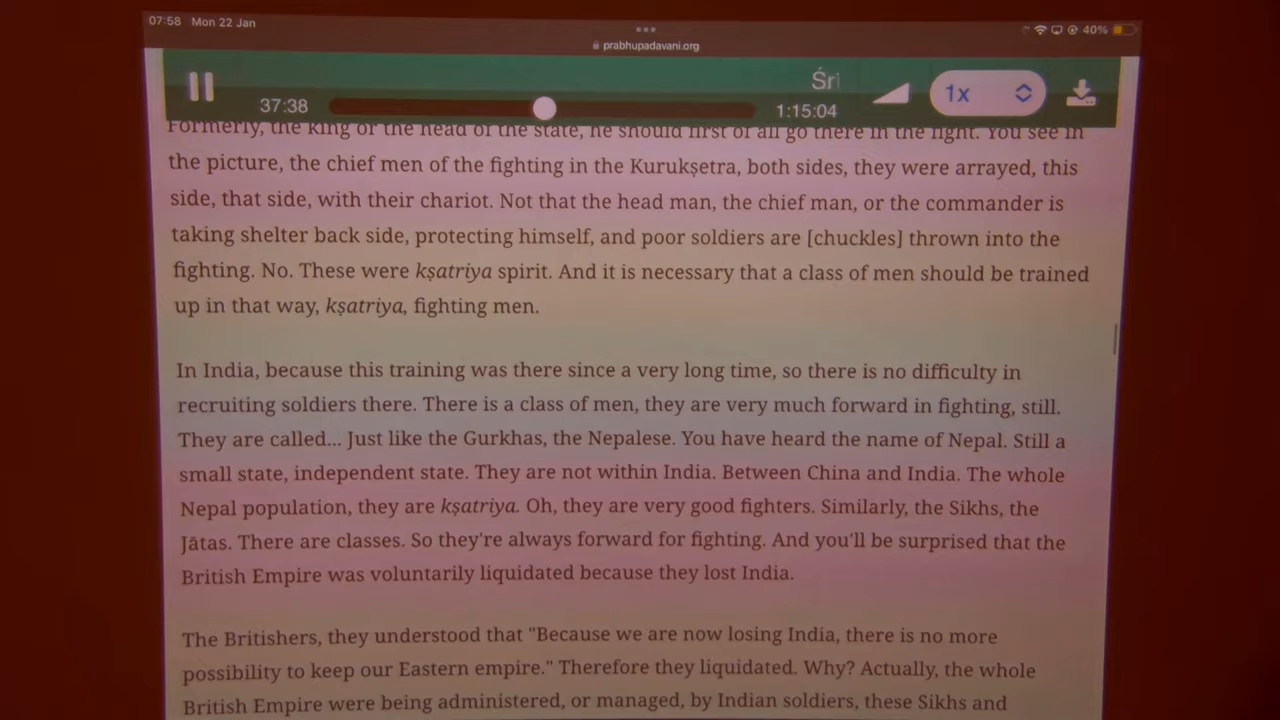 07:58 Mon 22 Jan
40%
prabhupadavani.org
37:38
Śrī
1:15:04
1x
Formerly, the king or the head of the state, he should first of all go there in the fight. You see in
the picture, the chief men of the fighting in the Kurukṣetra, both sides, they were arrayed, this
side, that side, with their chariot. Not that the head man, the chief man, or the commander is
taking shelter back side, protecting himself, and poor soldiers are [chuckles] thrown into the
fighting. No. These were kṣatriya spirit. And it is necessary that a class of men should be trained
up in that way, kṣatriya, fighting men.
In India, because this training was there since a very long time, so there is no difficulty in
recruiting soldiers there. There is a class of men, they are very much forward in fighting, still.
They are called... Just like the Gurkhas, the Nepalese. You have heard the name of Nepal. Still a
small state, independent state. They are not within India. Between China and India. The whole
Nepal population, they are kṣatriya. Oh, they are very good fighters. Similarly, the Sikhs, the
Jātas. There are classes. So they're always forward for fighting. And you'll be surprised that the
British Empire was voluntarily liquidated because they lost India.
The Britishers, they understood that "Because we are now losing India, there is no more
possibility to keep our Eastern empire." Therefore they liquidated. Why? Actually, the whole
British Empire were being administered, or managed, by Indian soldiers, these Sikhs and